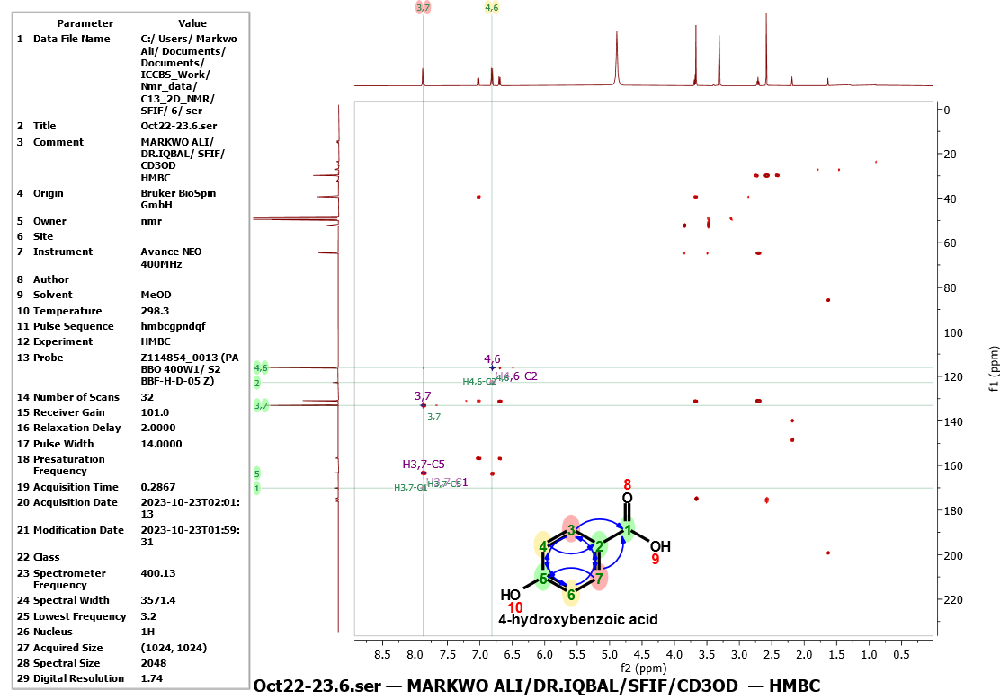 Parameter Value
1 Data File Name C:/ Users/ Markwo
Ali/ Documents/
Documents/
ICCBS_Work/
Nmr_data/
C13_2D_NMR/
SFIF/ 6/ ser
2 Title Oct22-23.6.ser
3 Comment MARKWO ALI/
DR.IQBAL/ SFIF/
CD3OD
HMBC
4 Origin Bruker BioSpin
GmbH
5 Owner nmr
6 Site
7 Instrument Avance NEO
400MHz
8 Author
9 Solvent MeOD
10 Temperature 298.3
11 Pulse Sequence hmbcgpndqf
12 Experiment HMBC
13 Probe Z114854_0013 (PA
BBO 400W1/ S2
BBF-H-D-05 Z)
14 Number of Scans 32
15 Receiver Gain 101.0
16 Relaxation Delay 2.0000
17 Pulse Width 14.0000
18 Presaturation
Frequency
19 Acquisition Time 0.2867
20 Acquisition Date 2023-10-23T02:01:
13
21 Modification Date 2023-10-23T01:59:
31
22 Class
23 Spectrometer 400.13
Frequency
24 Spectral Width 3571.4
25 Lowest Frequency 3.2
26 Nucleus 1H
27 Acquired Size (1024, 1024)
28 Spectral Size 2048
29 Digital Resolution 1.74
3,7 4,6
4,6
2
3,7
5
1
4,6
H4,6-C2
4,6
3,7
3,7
H3,7-C5
H3,7-C1
H3,7-C5
0
20
40
60
80
100
120
140
160
180
200
220
f1 (ppm)
8
O
3 1
4 2 OH
9
5 7
6
HO
10
4-hydroxybenzoic acid
8.5 8.0 7.5 7.0 6.5 6.0 5.5 5.0 4.5 4.0 3.5 3.0 2.5 2.0 1.5 1.0 0.5
f2 (ppm)
Oct22-23.6.ser — MARKWO ALI/DR.IQBAL/SFIF/CD3OD — HMBC